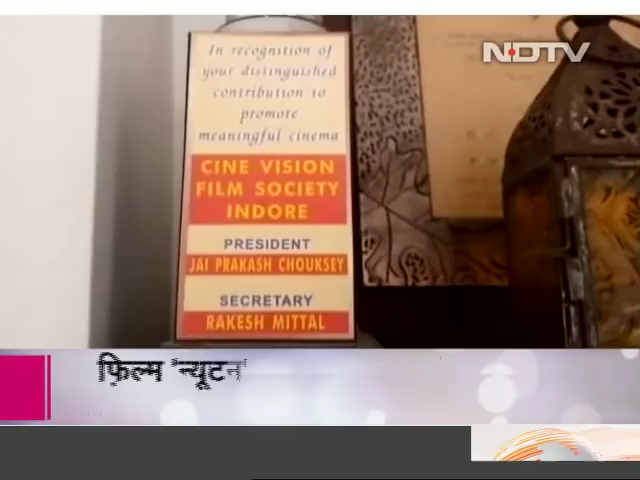 NDTV
In recognition of
your distinguished
contribution to
promote
meaningful cinema
CINE VISION
FILM SOCIETY
INDORE
PRESIDENT
JAI PRAKASH CHOUKSEY
SECRETARY
RAKESH MITTAL
फ़िल्म "न्यूटन